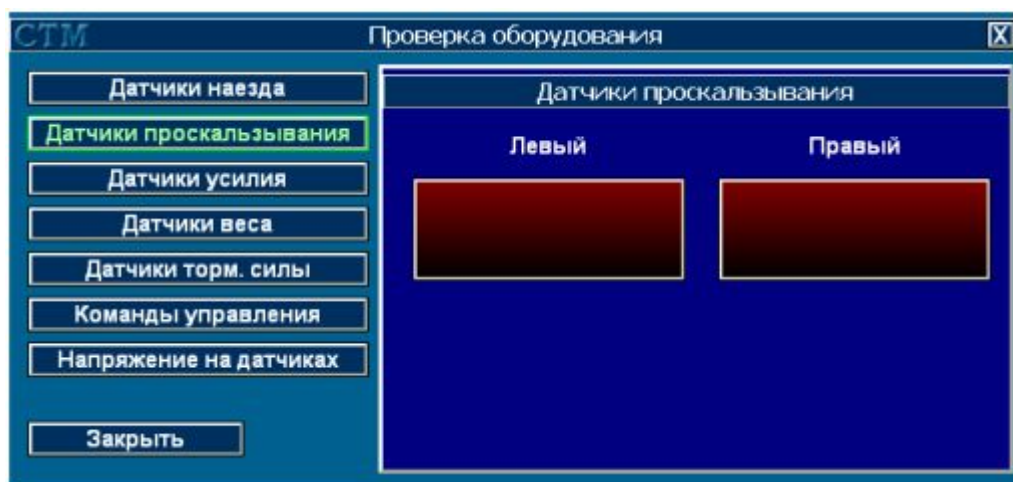 СТМ
Проверка оборудования
X
Датчики наезда
Датчики проскальзывания
Датчики усилия
Датчики веса
Датчики торм. силы
Команды управления
Напряжение на датчиках
Закрыть
Датчики проскальзывания
Левый
Правый